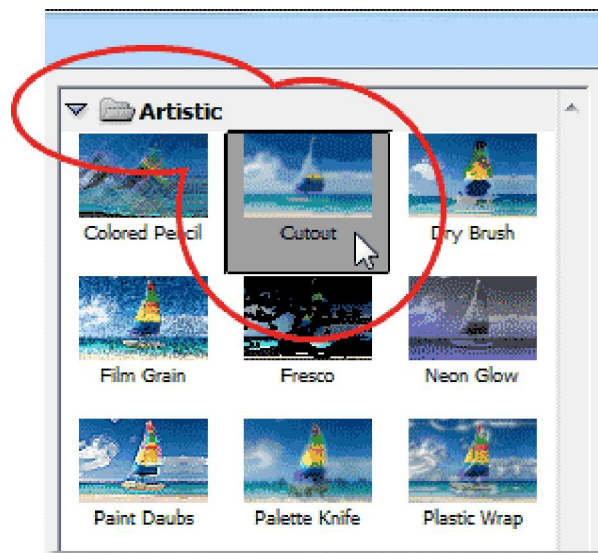 Artistic
Colored Pencil
Cutout
Dry Brush
Film Grain
Fresco
Neon Glow
Paint Daubs
Palette Knife
Plastic Wrap